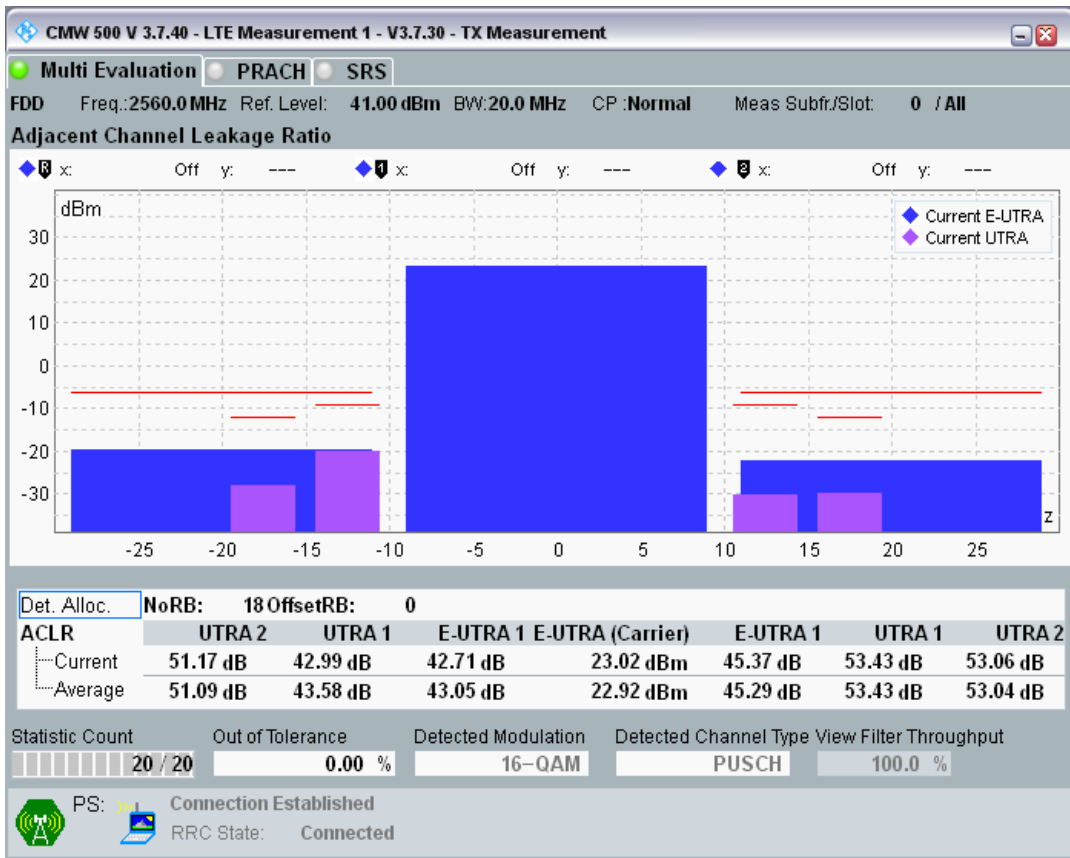 CMW 500 V 3.7.40 - LTE Measurement 1 - V3.7.30 - TX Measurement
Multi Evaluation PRACH SRS
FDD Freq.:2560.0 MHz Ref. Level: 41.00 dBm BW:20.0 MHz CP :Normal Meas Subfr./Slot: 0 / All
Adjacent Channel Leakage Ratio
R x: Off y: --- 1 x: Off y: --- 2 x: Off y: ---
dBm
Current E-UTRA
Current UTRA
30
20
10
0
-10
-20
-30
z
-25 -20 -15 -10 -5 0 5 10 15 20 25
Det. Alloc. NoRB: 18 OffsetRB: 0
ACLR UTRA 2 UTRA 1 E-UTRA 1 E-UTRA (Carrier) E-UTRA 1 UTRA 1 UTRA 2
Current 51.17 dB 42.99 dB 42.71 dB 23.02 dBm 45.37 dB 53.43 dB 53.06 dB
Average 51.09 dB 43.58 dB 43.05 dB 22.92 dBm 45.29 dB 53.43 dB 53.04 dB
Statistic Count Out of Tolerance Detected Modulation Detected Channel Type View Filter Throughput
20 / 20 0.00 % 16-QAM PUSCH 100.0 %
PS: Connection Established
RRC State: Connected